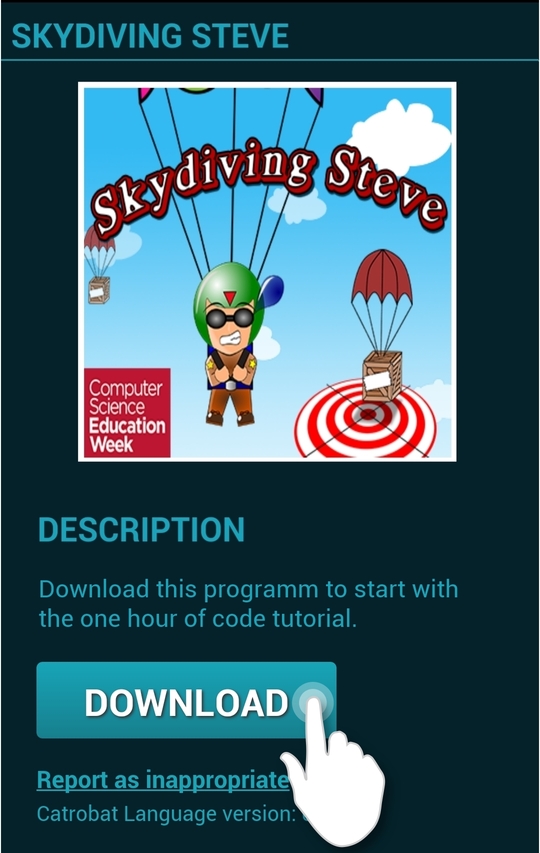 SKYDIVING STEVE
Skydiving Steve
Computer
Science
Education
Week
DESCRIPTION
Download this programm to start with
the one hour of code tutorial.
DOWNLOAD
Report as inappropriate
Catrobat Language version: